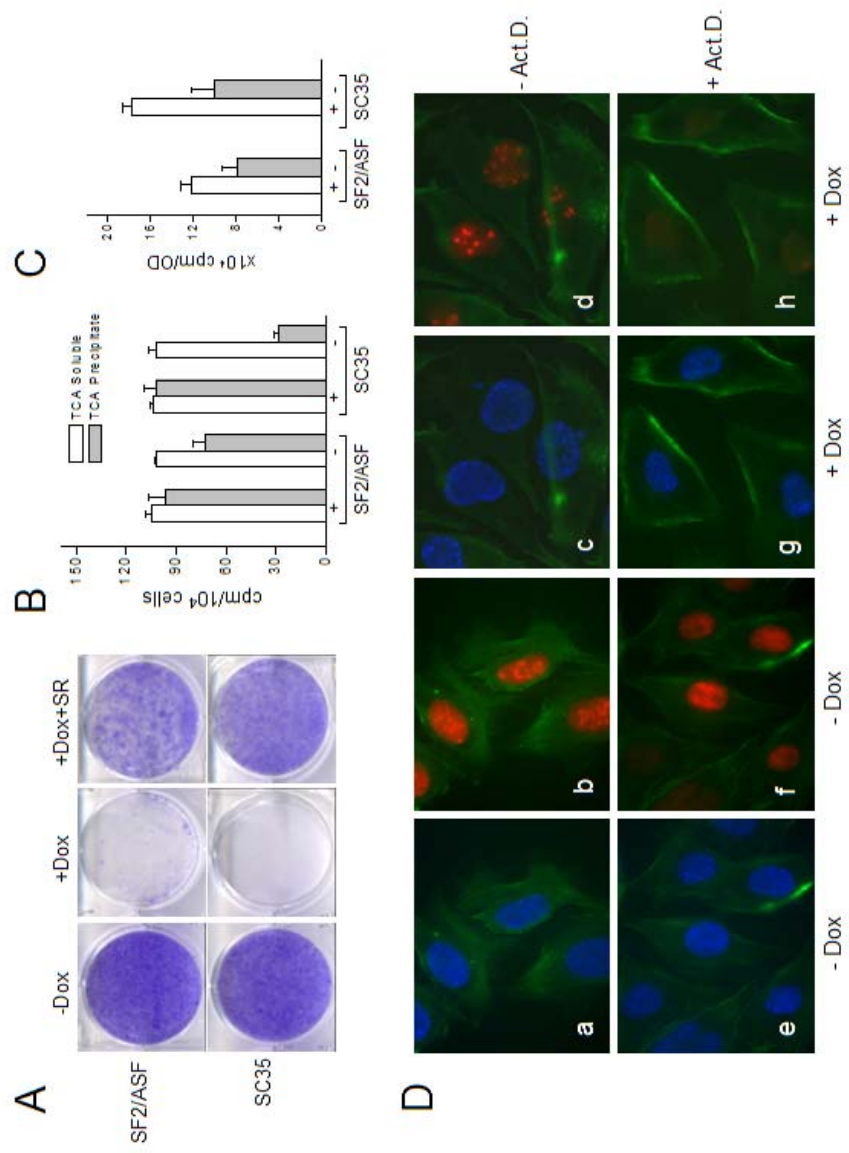 A
-Dox
+Dox
+Dox+SR
SF2/ASF
SC35
B
TCA Soluble
TCA Precipitate
cpm/10⁴ cells
150
120
90
60
30
0
+ - + -
SF2/ASF SC35
C
x10⁴ cpm/OD
20
16
12
8
4
0
+ - + -
SF2/ASF SC35
D
a b c d
- Act.D.
e f g h
+ Act.D.
- Dox - Dox + Dox + Dox